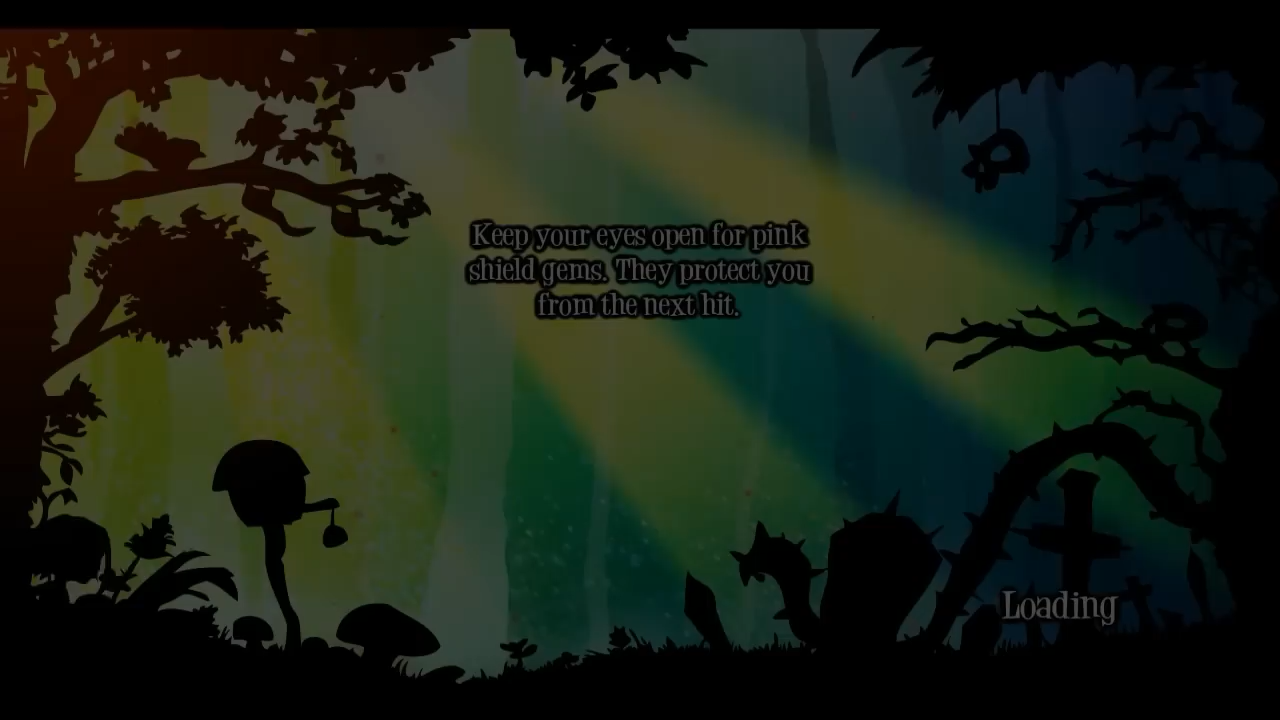 Keep your eyes open for pink
shield gems. They protect you
from the next hit.
Loading